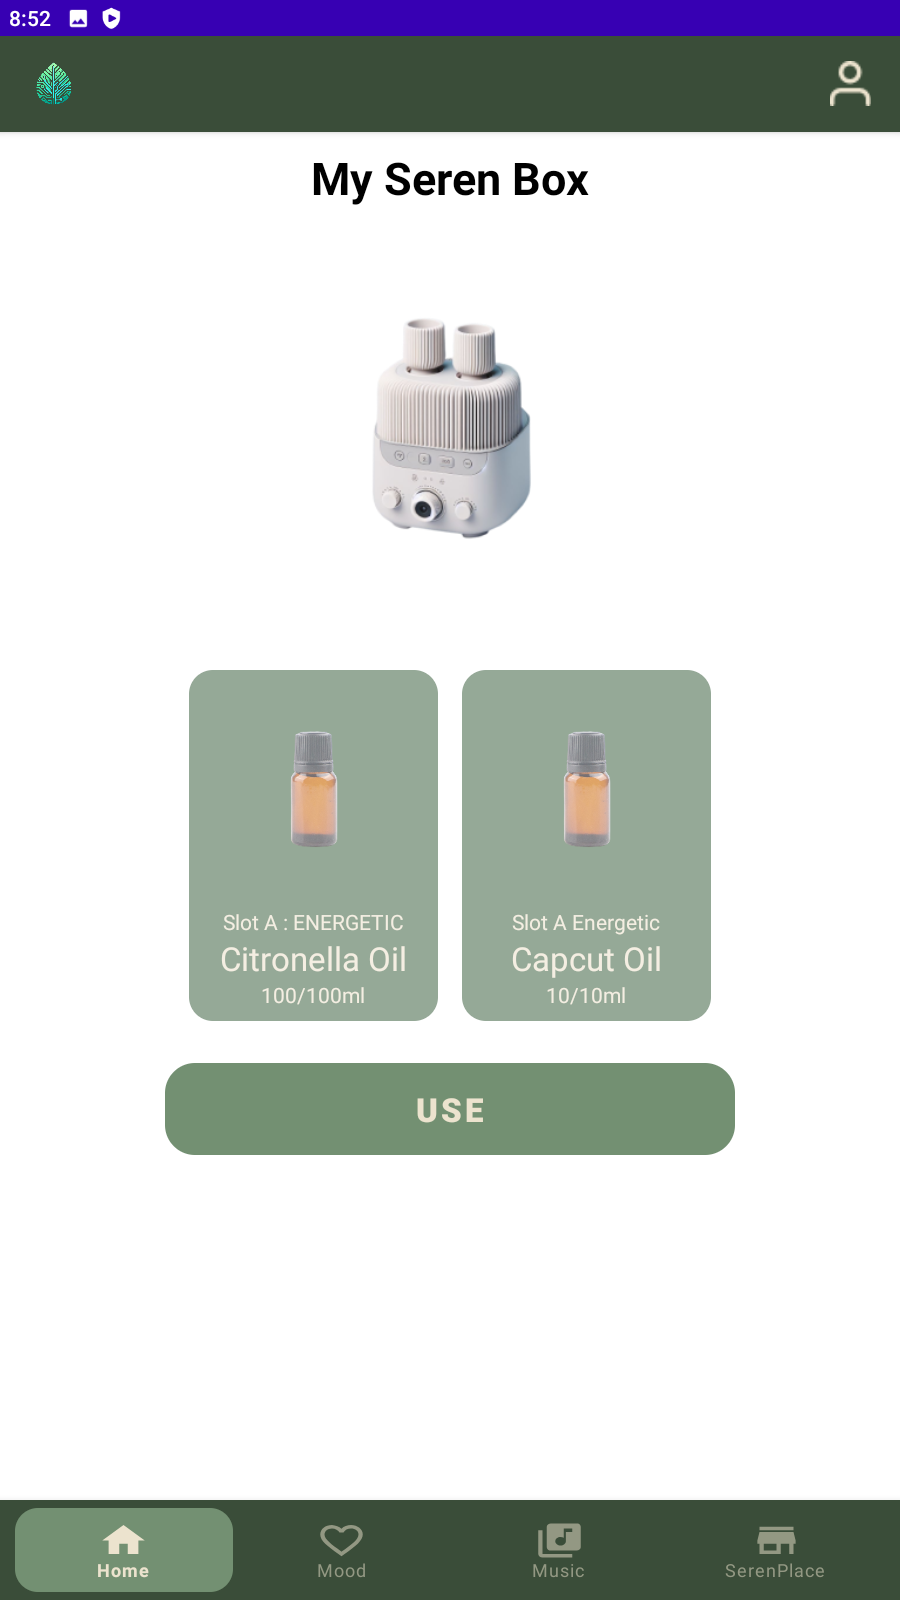 8:52
My Seren Box
Slot A : ENERGETIC
Citronella Oil
100/100ml
Slot A Energetic
Capcut Oil
10/10ml
USE
Home
Mood
Music
SerenPlace